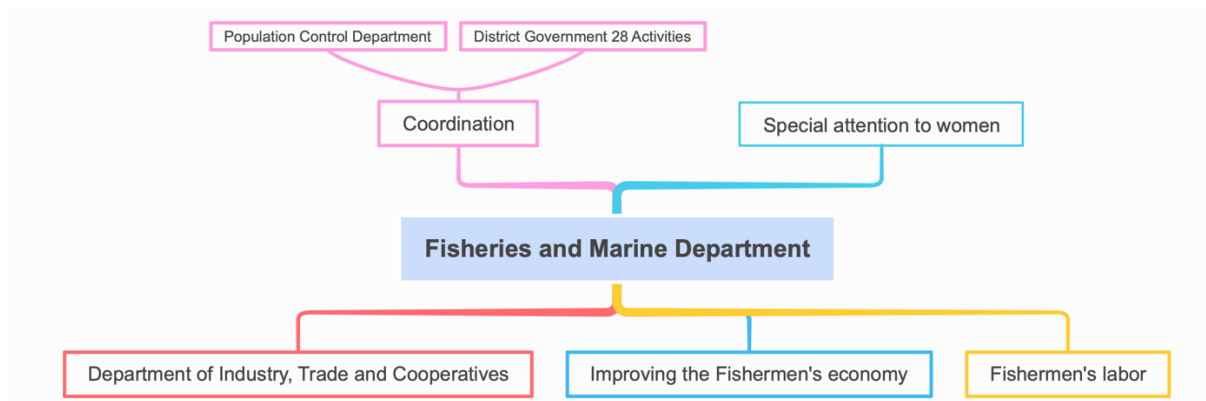 Population Control Department
District Government 28 Activities
Coordination
Special attention to women
Fisheries and Marine Department
Department of Industry, Trade and Cooperatives
Improving the Fishermen's economy
Fishermen's labor